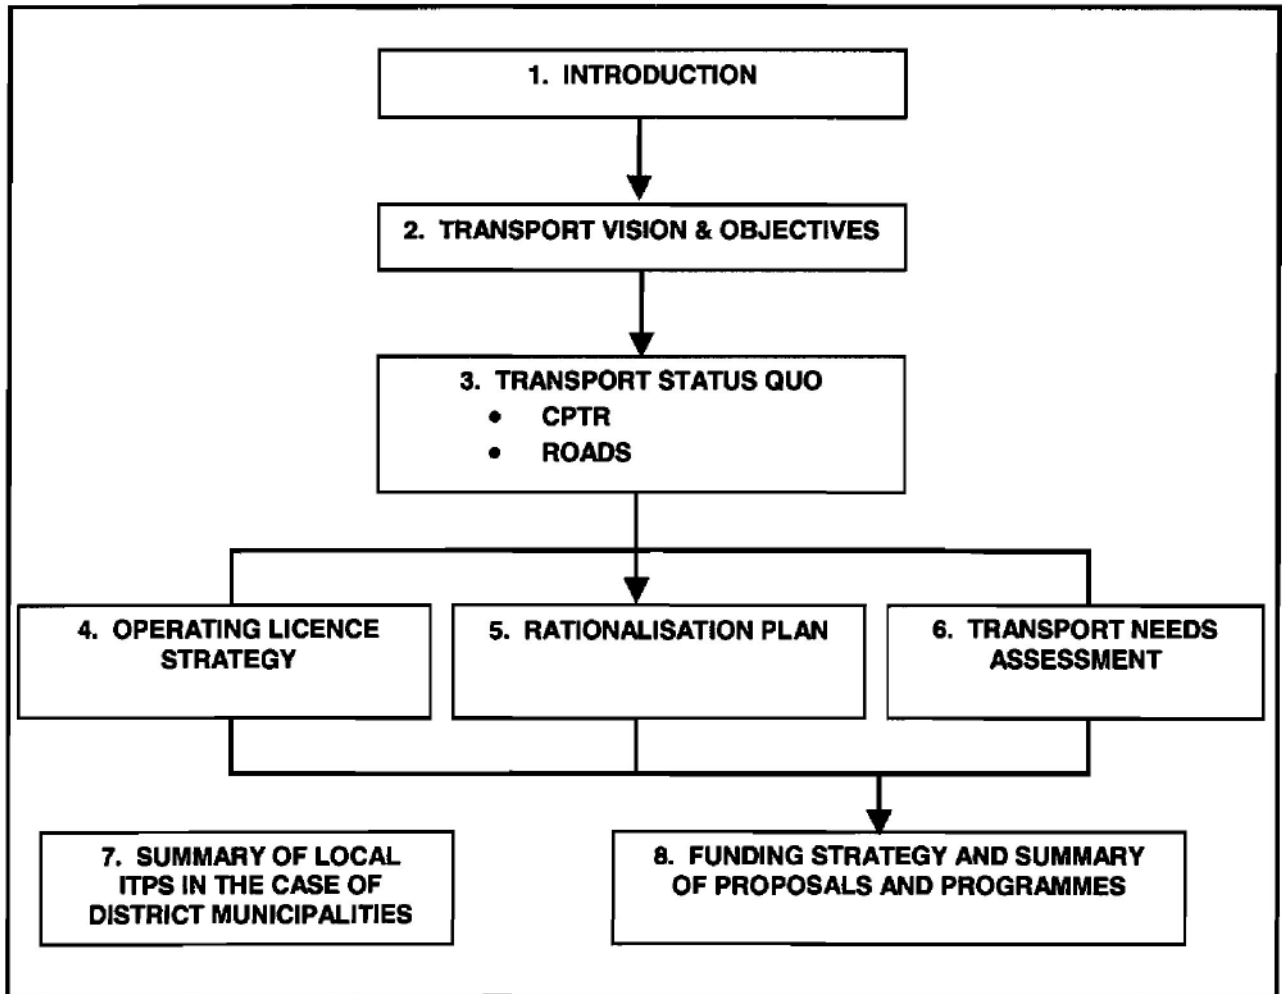 1. INTRODUCTION
2. TRANSPORT VISION & OBJECTIVES
3. TRANSPORT STATUS QUO
• CPTR
• ROADS
4. OPERATING LICENCE
STRATEGY
5. RATIONALISATION PLAN
6. TRANSPORT NEEDS
ASSESSMENT
7. SUMMARY OF LOCAL
ITPS IN THE CASE OF
DISTRICT MUNICIPALITIES
8. FUNDING STRATEGY AND SUMMARY
OF PROPOSALS AND PROGRAMMES